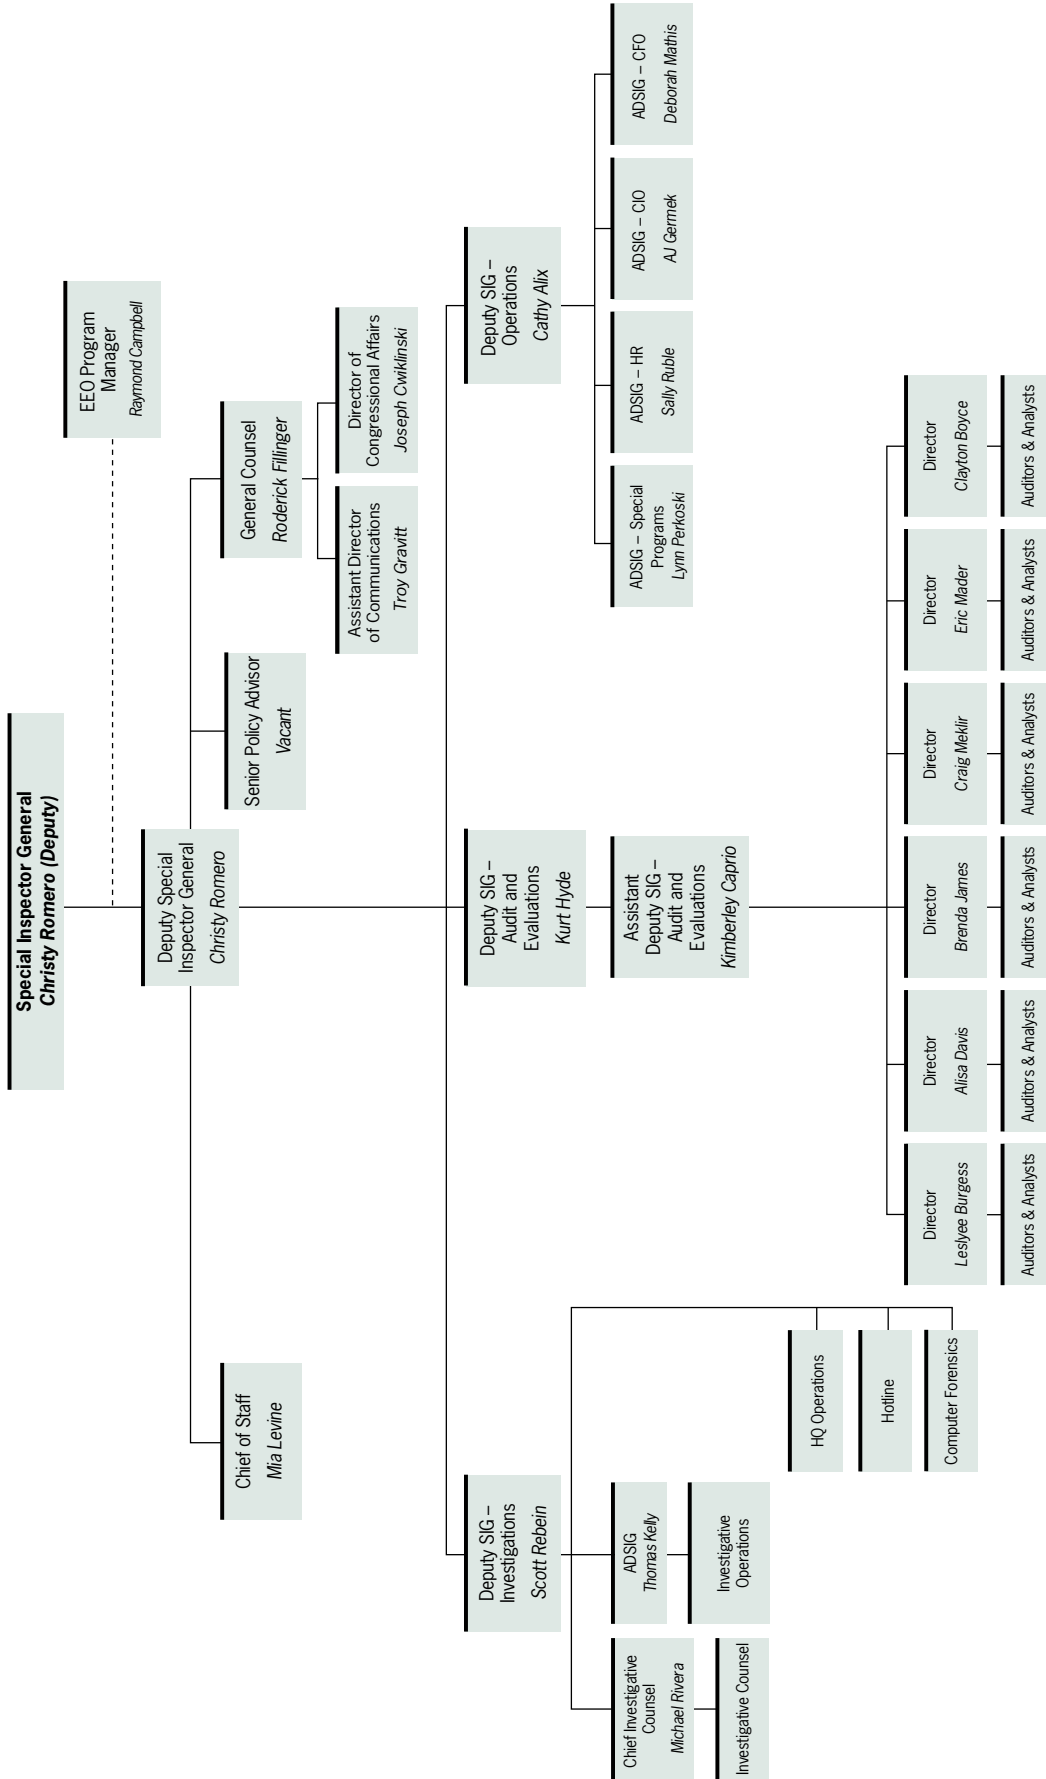 Special Inspector General
Christy Romero (Deputy)
EEO Program
Manager
Raymond Campbell
Deputy Special
Inspector General
Christy Romero
Chief of Staff
Mia Levine
Senior Policy Advisor
Vacant
General Counsel
Roderick Fillinger
Assistant Director
of Communications
Troy Gravitt
Director of
Congressional Affairs
Joseph Cwiklinski
Deputy SIG –
Investigations
Scott Rebein
Deputy SIG –
Audit and
Evaluations
Kurt Hyde
Deputy SIG –
Operations
Cathy Alix
Chief Investigative
Counsel
Michael Rivera
Investigative Counsel
ADSIG
Thomas Kelly
Investigative
Operations
HQ Operations
Hotline
Computer Forensics
Assistant
Deputy SIG –
Audit and
Evaluations
Kimberley Caprio
ADSIG – Special
Programs
Lynn Perkoski
ADSIG – HR
Sally Ruble
ADSIG – CIO
AJ Germek
ADSIG – CFO
Deborah Mathis
Director
Leslyee Burgess
Auditors & Analysts
Director
Alisa Davis
Auditors & Analysts
Director
Brenda James
Auditors & Analysts
Director
Craig Meklir
Auditors & Analysts
Director
Eric Mader
Auditors & Analysts
Director
Clayton Boyce
Auditors & Analysts